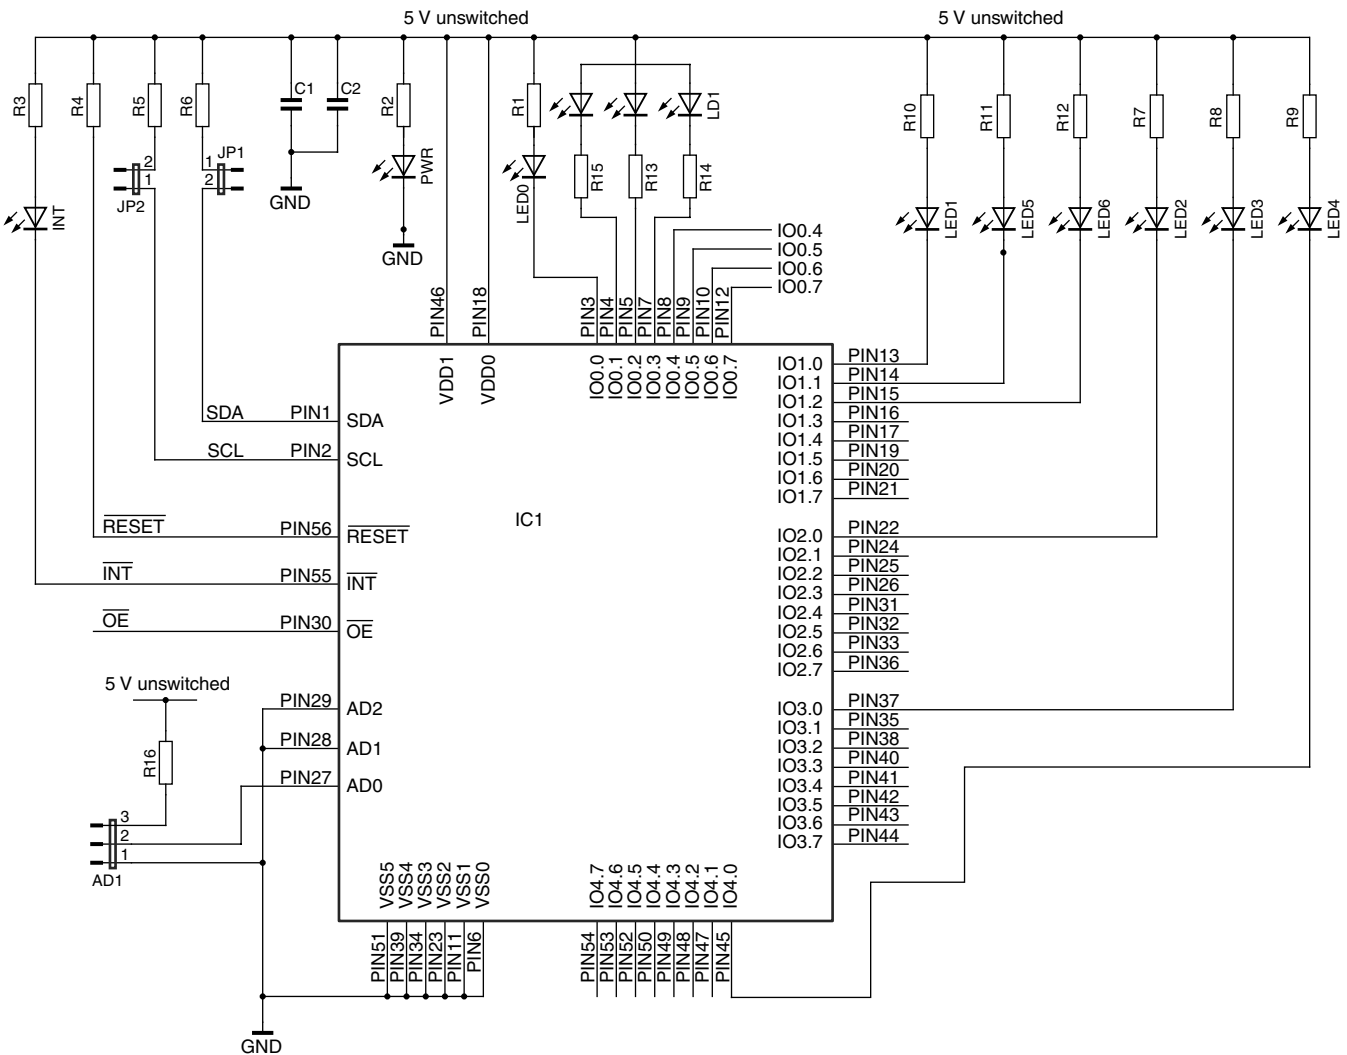 5 V unswitched
5 V unswitched
R3
R4
R5
R6
C1
C2
R2
R1
LD1
R10
R11
R12
R7
R8
R9
2
1
JP2
1
2
JP1
PWR
LED0
R15
R13
R14
INT
GND
GND
LED1
LED5
LED6
LED2
LED3
LED4
IO0.4
IO0.5
IO0.6
IO0.7
PIN46
PIN18
PIN3
PIN4
PIN5
PIN7
PIN8
PIN9
PIN10
PIN12
VDD1
VDD0
IO0.0
IO0.1
IO0.2
IO0.3
IO0.4
IO0.5
IO0.6
IO0.7
SDA PIN1 SDA
SCL PIN2 SCL
RESET PIN56 RESET
INT PIN55 INT
OE PIN30 OE
IC1
IO1.0 PIN13
IO1.1 PIN14
IO1.2 PIN15
IO1.3 PIN16
IO1.4 PIN17
IO1.5 PIN19
IO1.6 PIN20
IO1.7 PIN21
IO2.0 PIN22
IO2.1 PIN24
IO2.2 PIN25
IO2.3 PIN26
IO2.4 PIN31
IO2.5 PIN32
IO2.6 PIN33
IO2.7 PIN36
IO3.0 PIN37
IO3.1 PIN35
IO3.2 PIN38
IO3.3 PIN40
IO3.4 PIN41
IO3.5 PIN42
IO3.6 PIN43
IO3.7 PIN44
5 V unswitched
R16
PIN29 AD2
PIN28 AD1
PIN27 AD0
3
2
1
AD1
VSS5
VSS4
VSS3
VSS2
VSS1
VSS0
IO4.7
IO4.6
IO4.5
IO4.4
IO4.3
IO4.2
IO4.1
IO4.0
PIN51
PIN39
PIN34
PIN23
PIN11
PIN6
PIN54
PIN53
PIN52
PIN50
PIN49
PIN48
PIN47
PIN45
GND